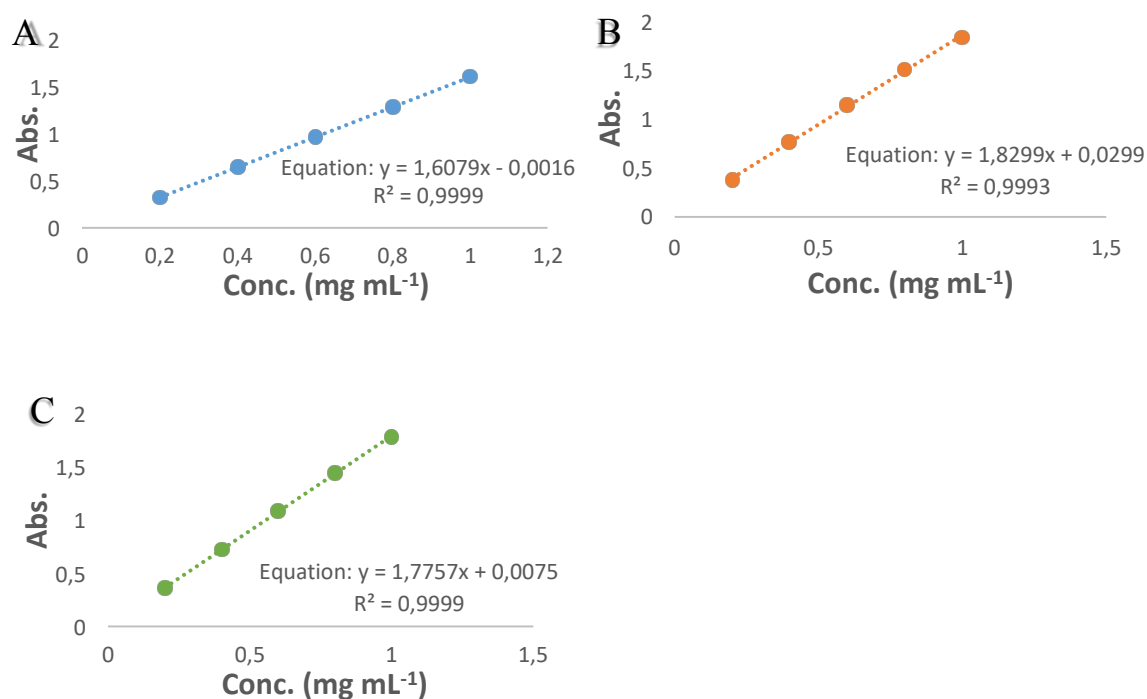 A
2
1,5
1
0,5
0
Abs.
Equation: y = 1,6079x - 0,0016
R² = 0,9999
0 0,2 0,4 0,6 0,8 1 1,2
Conc. (mg mL⁻¹)
B
2
1,5
1
0,5
0
Abs.
Equation: y = 1,8299x + 0,0299
R² = 0,9993
0 0,5 1 1,5
Conc. (mg mL⁻¹)
C
2
1,5
1
0,5
0
Abs.
Equation: y = 1,7757x + 0,0075
R² = 0,9999
0 0,5 1 1,5
Conc. (mg mL⁻¹)